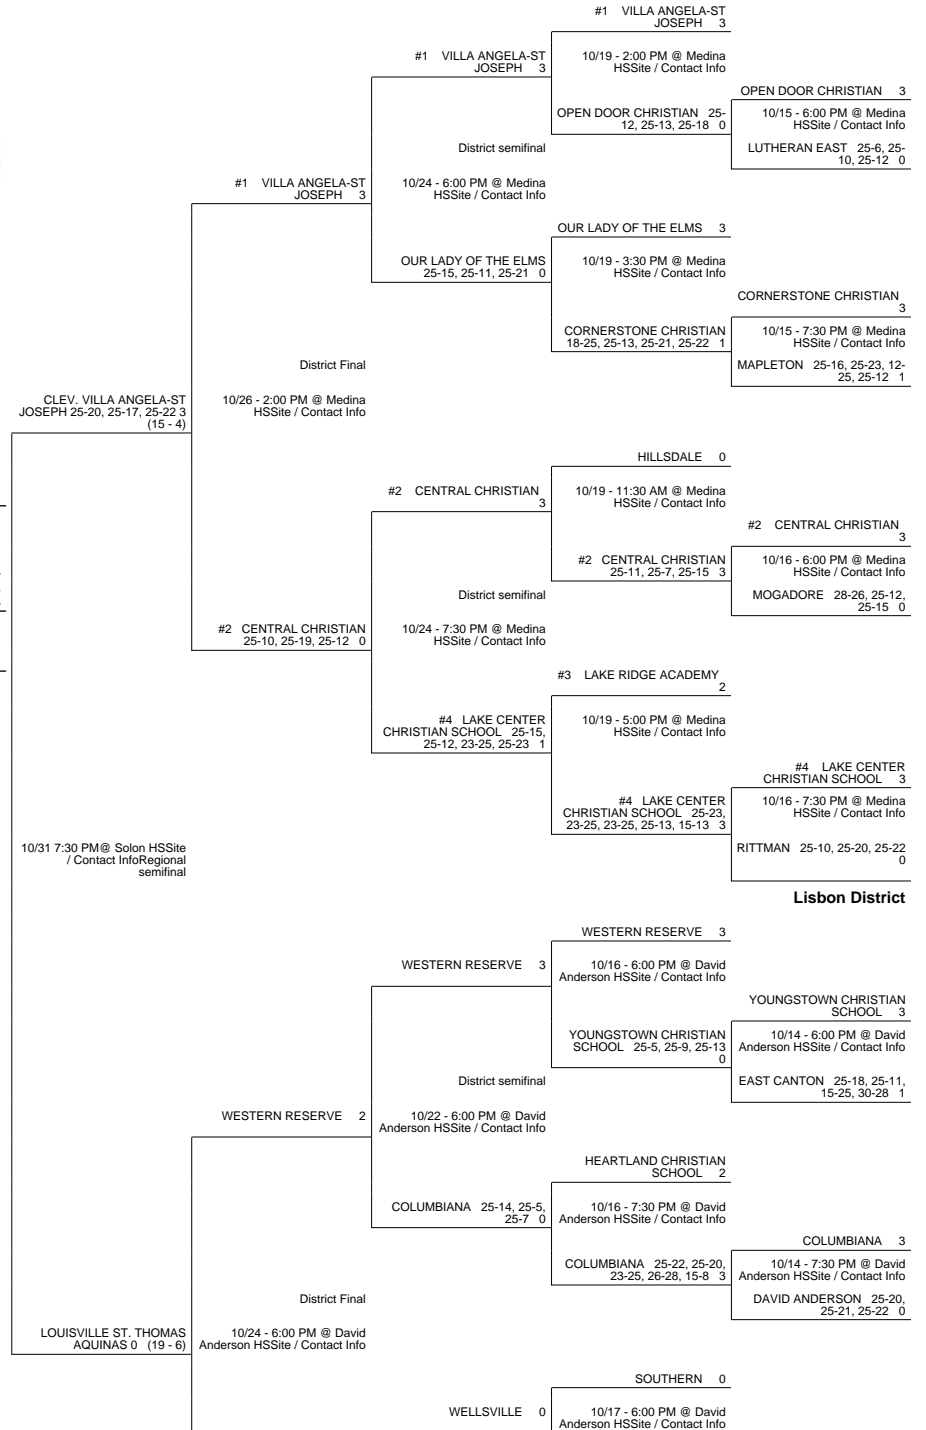 #1 VILLA ANGELA-ST
JOSEPH 3
#1 VILLA ANGELA-ST
JOSEPH 3
10/19 - 2:00 PM @ Medina
HSSite / Contact Info
OPEN DOOR CHRISTIAN 3
OPEN DOOR CHRISTIAN 25-
12, 25-13, 25-18 0
10/15 - 6:00 PM @ Medina
HSSite / Contact Info
District semifinal
LUTHERAN EAST 25-6, 25-
10, 25-12 0
#1 VILLA ANGELA-ST
JOSEPH 3
10/24 - 6:00 PM @ Medina
HSSite / Contact Info
OUR LADY OF THE ELMS 3
OUR LADY OF THE ELMS
25-15, 25-11, 25-21 0
10/19 - 3:30 PM @ Medina
HSSite / Contact Info
CORNERSTONE CHRISTIAN
3
CORNERSTONE CHRISTIAN
18-25, 25-13, 25-21, 25-22 1
10/15 - 7:30 PM @ Medina
HSSite / Contact Info
District Final
MAPLETON 25-16, 25-23, 12-
25, 25-12 1
CLEV. VILLA ANGELA-ST
JOSEPH 25-20, 25-17, 25-22 3
(15 - 4)
10/26 - 2:00 PM @ Medina
HSSite / Contact Info
HILLSDALE 0
#2 CENTRAL CHRISTIAN
3
10/19 - 11:30 AM @ Medina
HSSite / Contact Info
#2 CENTRAL CHRISTIAN
3
#2 CENTRAL CHRISTIAN
25-11, 25-7, 25-15 3
10/16 - 6:00 PM @ Medina
HSSite / Contact Info
District semifinal
MOGADORE 28-26, 25-12,
25-15 0
#2 CENTRAL CHRISTIAN
25-10, 25-19, 25-12 0
10/24 - 7:30 PM @ Medina
HSSite / Contact Info
#3 LAKE RIDGE ACADEMY
2
#4 LAKE CENTER
CHRISTIAN SCHOOL 25-15,
25-12, 23-25, 25-23 1
10/19 - 5:00 PM @ Medina
HSSite / Contact Info
#4 LAKE CENTER
CHRISTIAN SCHOOL 3
#4 LAKE CENTER
CHRISTIAN SCHOOL 25-23,
23-25, 23-25, 25-13, 15-13 3
10/16 - 7:30 PM @ Medina
HSSite / Contact Info
10/31 7:30 PM@ Solon HSSite
/ Contact InfoRegional
semifinal
RITTMAN 25-10, 25-20, 25-22
0
Lisbon District
WESTERN RESERVE 3
WESTERN RESERVE 3
10/16 - 6:00 PM @ David
Anderson HSSite / Contact Info
YOUNGSTOWN CHRISTIAN
SCHOOL 3
YOUNGSTOWN CHRISTIAN
SCHOOL 25-5, 25-9, 25-13
0
10/14 - 6:00 PM @ David
Anderson HSSite / Contact Info
District semifinal
EAST CANTON 25-18, 25-11,
15-25, 30-28 1
WESTERN RESERVE 2
10/22 - 6:00 PM @ David
Anderson HSSite / Contact Info
HEARTLAND CHRISTIAN
SCHOOL 2
COLUMBIANA 25-14, 25-5,
25-7 0
10/16 - 7:30 PM @ David
Anderson HSSite / Contact Info
COLUMBIANA 3
COLUMBIANA 25-22, 25-20,
23-25, 26-28, 15-8 3
10/14 - 7:30 PM @ David
Anderson HSSite / Contact Info
District Final
DAVID ANDERSON 25-20,
25-21, 25-22 0
LOUISVILLE ST. THOMAS
AQUINAS 0 (19 - 6)
10/24 - 6:00 PM @ David
Anderson HSSite / Contact Info
SOUTHERN 0
WELLSVILLE 0
10/17 - 6:00 PM @ David
Anderson HSSite / Contact Info